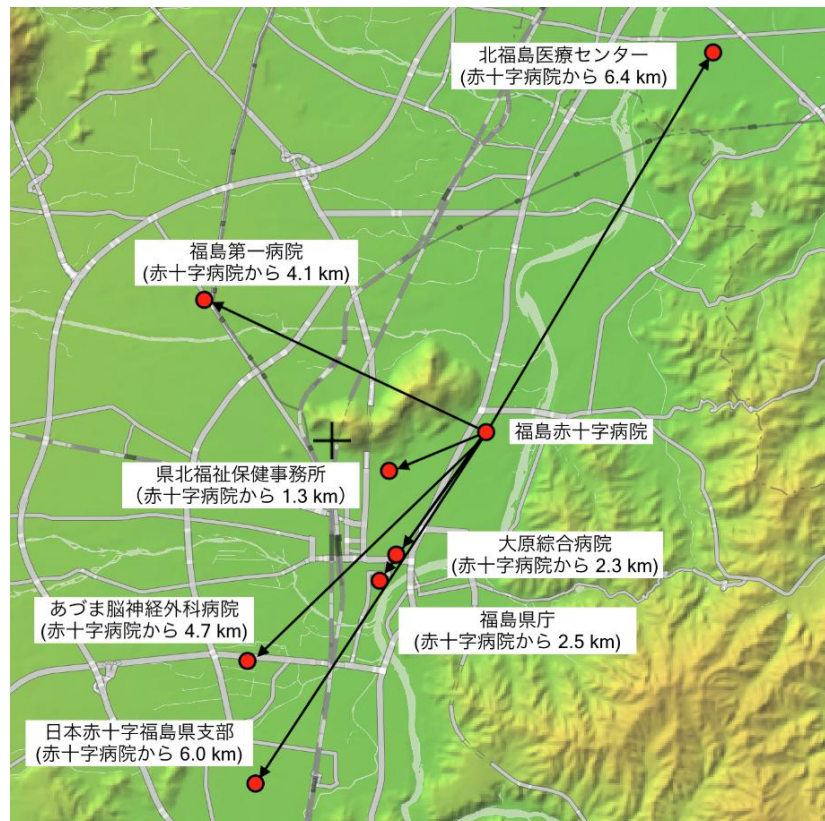 北福島医療センター
(赤十字病院から 6.4 km)
福島第一病院
(赤十字病院から 4.1 km)
福島赤十字病院
県北福祉保健事務所
（赤十字病院から 1.3 km）
大原綜合病院
(赤十字病院から 2.3 km)
あづま脳神経外科病院
(赤十字病院から 4.7 km)
福島県庁
(赤十字病院から 2.5 km)
日本赤十字福島県支部
(赤十字病院から 6.0 km)